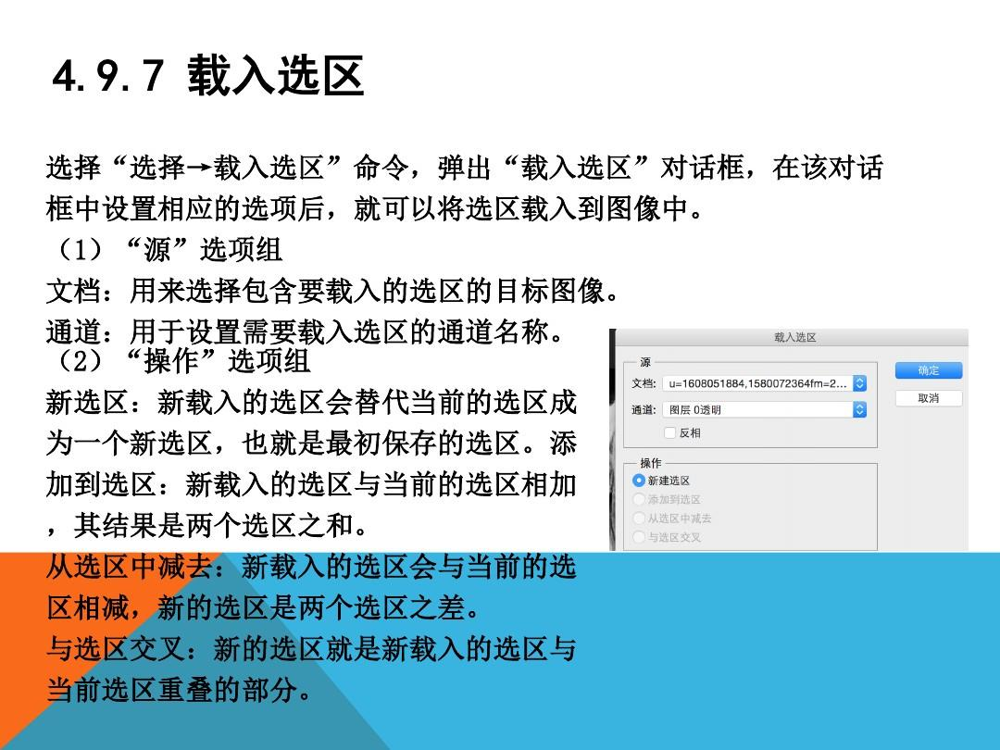 4.9.7 载入选区
选择“选择→载入选区”命令，弹出“载入选区”对话框，在该对话
框中设置相应的选项后，就可以将选区载入到图像中。
（1）“源”选项组
文档：用来选择包含要载入的选区的目标图像。
通道：用于设置需要载入选区的通道名称。
（2）“操作”选项组
新选区：新载入的选区会替代当前的选区成
为一个新选区，也就是最初保存的选区。添
加到选区：新载入的选区与当前的选区相加
，其结果是两个选区之和。
从选区中减去：新载入的选区会与当前的选
区相减，新的选区是两个选区之差。
与选区交叉：新的选区就是新载入的选区与
当前选区重叠的部分。
载入选区
源
文档: u=1608051884,1580072364fm=2...
通道: 图层 0透明
反相
确定
取消
操作
新建选区
添加到选区
从选区中减去
与选区交叉